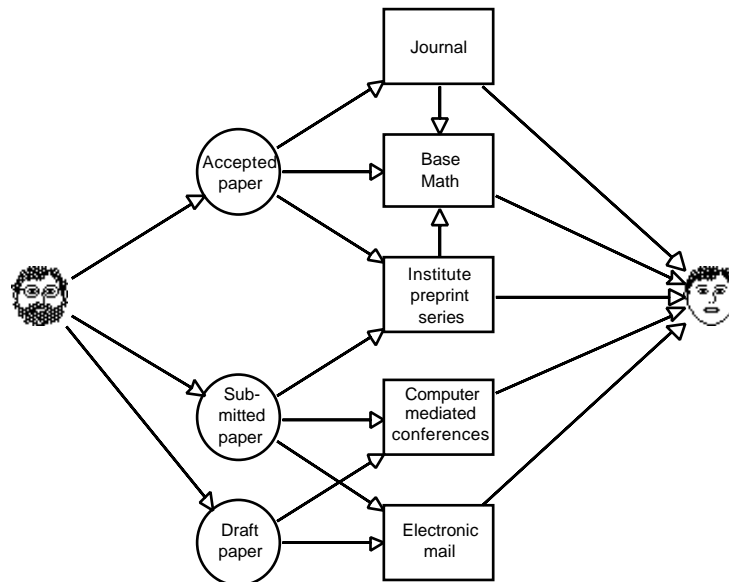 Journal
Accepted
paper
Base
Math
Institute
preprint
series
Sub-
mitted
paper
Computer
mediated
conferences
Draft
paper
Electronic
mail